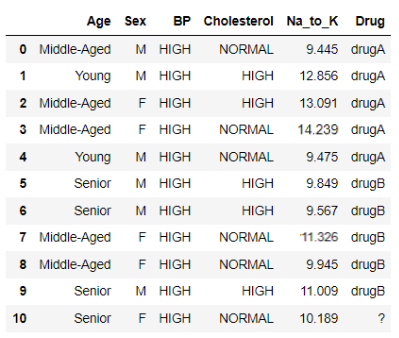 Age Sex BP Cholesterol Na_to_K Drug
0 Middle-Aged M HIGH NORMAL 9.445 drugA
1 Young M HIGH HIGH 12.856 drugA
2 Middle-Aged F HIGH HIGH 13.091 drugA
3 Middle-Aged F HIGH NORMAL 14.239 drugA
4 Young M HIGH NORMAL 9.475 drugA
5 Senior M HIGH HIGH 9.849 drugB
6 Senior M HIGH HIGH 9.567 drugB
7 Middle-Aged F HIGH NORMAL 11.326 drugB
8 Middle-Aged F HIGH NORMAL 9.945 drugB
9 Senior M HIGH HIGH 11.009 drugB
10 Senior F HIGH NORMAL 10.189 ?